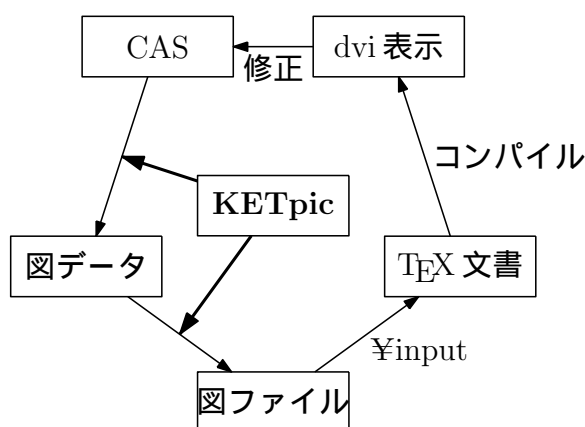 CAS
dvi 表示
修正
コンパイル
KETpic
図データ
TEX 文書
¥input
図ファイル